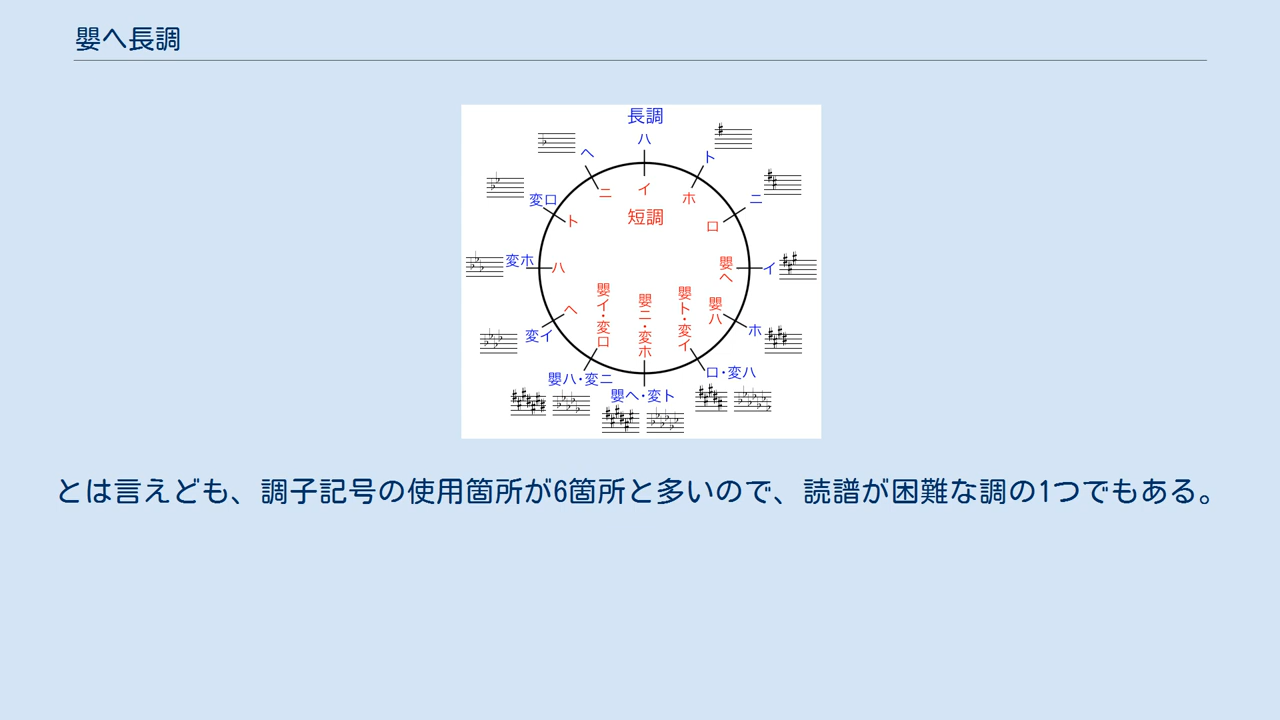 嬰ヘ長調
長調
ハ
ヘ
ト
ニ
イ
ホ
変ロ
ト
短調
ロ
ニ
変ホ
ハ
嬰ヘ
イ
変イ
ヘ
嬰イ・変ロ
嬰ニ・変ホ
嬰ト・変イ
嬰ハ
ホ
嬰ハ・変ニ
嬰ヘ・変ト
ロ・変ハ
とは言えども、調子記号の使用箇所が6箇所と多いので、読譜が困難な調の1つでもある。